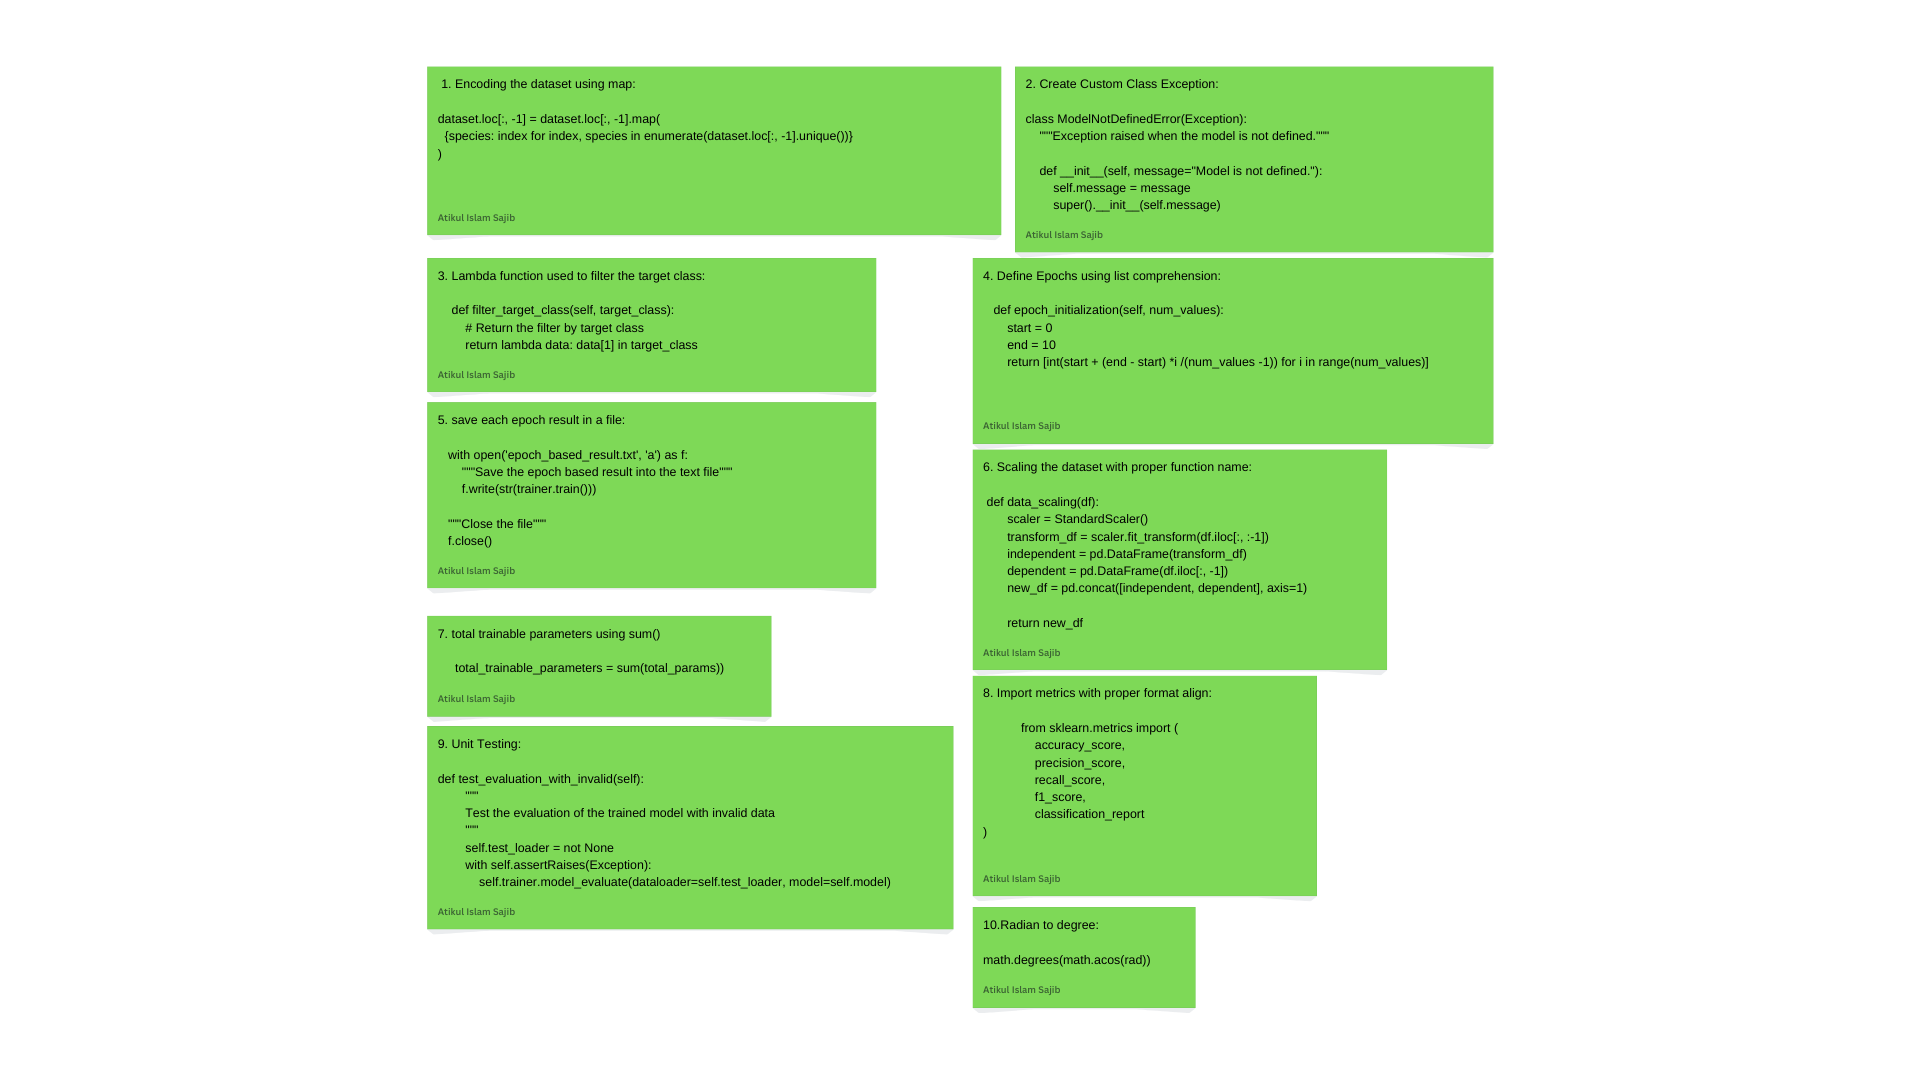 1. Encoding the dataset using map:
dataset.loc[:, -1] = dataset.loc[:, -1].map(
{species: index for index, species in enumerate(dataset.loc[:, -1].unique())}
)
Atikul Islam Sajib
2. Create Custom Class Exception:
class ModelNotDefinedError(Exception):
"""Exception raised when the model is not defined."""
def __init__(self, message="Model is not defined."):
self.message = message
super().__init__(self.message)
Atikul Islam Sajib
3. Lambda function used to filter the target class:
def filter_target_class(self, target_class):
# Return the filter by target class
return lambda data: data[1] in target_class
Atikul Islam Sajib
4. Define Epochs using list comprehension:
def epoch_initialization(self, num_values):
start = 0
end = 10
return [int(start + (end - start) *i /(num_values -1)) for i in range(num_values)]
Atikul Islam Sajib
5. save each epoch result in a file:
with open('epoch_based_result.txt', 'a') as f:
"""Save the epoch based result into the text file"""
f.write(str(trainer.train()))
"""Close the file"""
f.close()
Atikul Islam Sajib
6. Scaling the dataset with proper function name:
def data_scaling(df):
scaler = StandardScaler()
transform_df = scaler.fit_transform(df.iloc[:, :-1])
independent = pd.DataFrame(transform_df)
dependent = pd.DataFrame(df.iloc[:, -1])
new_df = pd.concat([independent, dependent], axis=1)
return new_df
Atikul Islam Sajib
7. total trainable parameters using sum()
total_trainable_parameters = sum(total_params))
Atikul Islam Sajib
8. Import metrics with proper format align:
from sklearn.metrics import (
accuracy_score,
precision_score,
recall_score,
f1_score,
classification_report
)
Atikul Islam Sajib
9. Unit Testing:
def test_evaluation_with_invalid(self):
"""
Test the evaluation of the trained model with invalid data
"""
self.test_loader = not None
with self.assertRaises(Exception):
self.trainer.model_evaluate(dataloader=self.test_loader, model=self.model)
Atikul Islam Sajib
10.Radian to degree:
math.degrees(math.acos(rad))
Atikul Islam Sajib